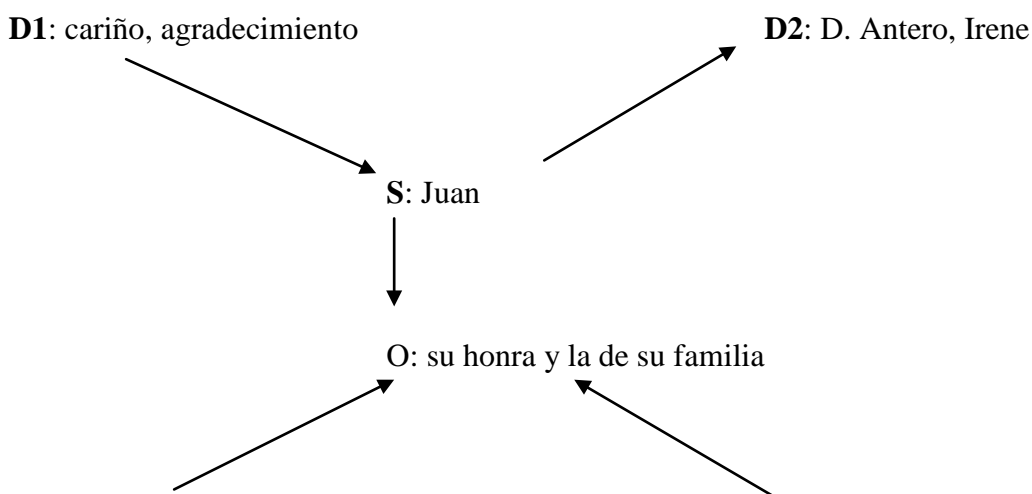 D1: cariño, agradecimiento
D2: D. Antero, Irene
S: Juan
O: su honra y la de su familia